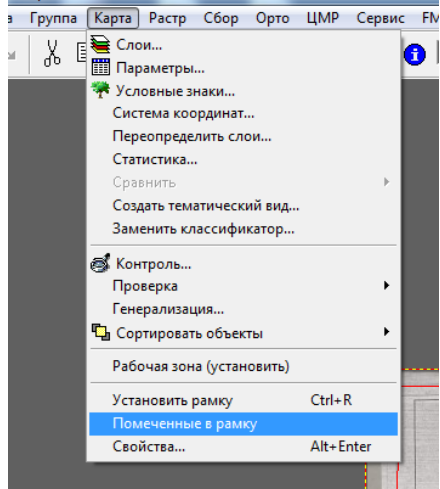 Группа Карта Растр Сбор Орто ЦМР Сервис
Слои...
Параметры...
Условные знаки...
Система координат...
Переопределить слои...
Статистика...
Сравнить
Создать тематический вид...
Заменить классификатор...
Контроль...
Проверка
Генерализация...
Сортировать объекты
Рабочая зона (установить)
Установить рамку Ctrl+R
Помеченные в рамку
Свойства... Alt+Enter